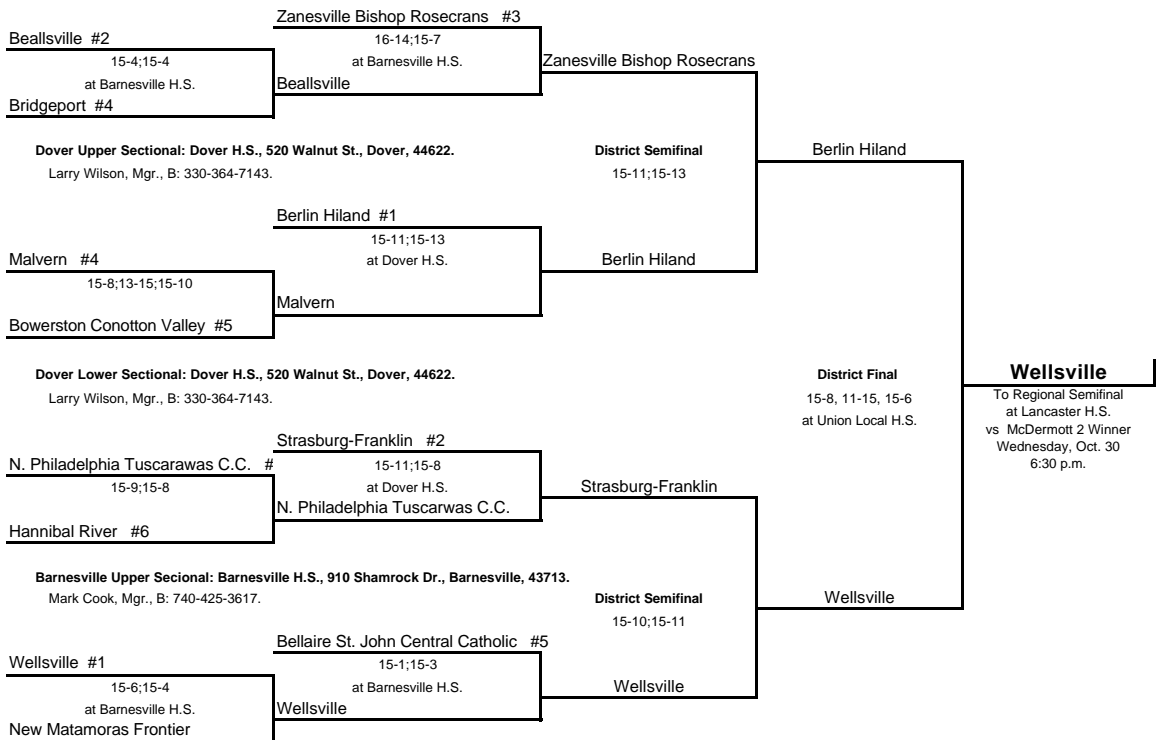 Zanesville Bishop Rosecrans #3
Beallsville #2
16-14;15-7
15-4;15-4
at Barnesville H.S.
Zanesville Bishop Rosecrans
at Barnesville H.S.
Beallsville
Bridgeport #4
Dover Upper Sectional: Dover H.S., 520 Walnut St., Dover, 44622.
District Semifinal
Berlin Hiland
Larry Wilson, Mgr., B: 330-364-7143.
15-11;15-13
Berlin Hiland #1
15-11;15-13
Malvern #4
at Dover H.S.
Berlin Hiland
15-8;13-15;15-10
Malvern
Bowerston Conotton Valley #5
Dover Lower Sectional: Dover H.S., 520 Walnut St., Dover, 44622.
District Final
Wellsville
Larry Wilson, Mgr., B: 330-364-7143.
15-8, 11-15, 15-6
To Regional Semifinal
at Union Local H.S.
at Lancaster H.S.
vs McDermott 2 Winner
Wednesday, Oct. 30
6:30 p.m.
Strasburg-Franklin #2
N. Philadelphia Tuscarawas C.C. #
15-11;15-8
15-9;15-8
at Dover H.S.
Strasburg-Franklin
N. Philadelphia Tuscarwas C.C.
Hannibal River #6
Barnesville Upper Secional: Barnesville H.S., 910 Shamrock Dr., Barnesville, 43713.
Mark Cook, Mgr., B: 740-425-3617.
District Semifinal
Wellsville
15-10;15-11
Bellaire St. John Central Catholic #5
Wellsville #1
15-1;15-3
15-6;15-4
at Barnesville H.S.
Wellsville
at Barnesville H.S.
Wellsville
New Matamoras Frontier